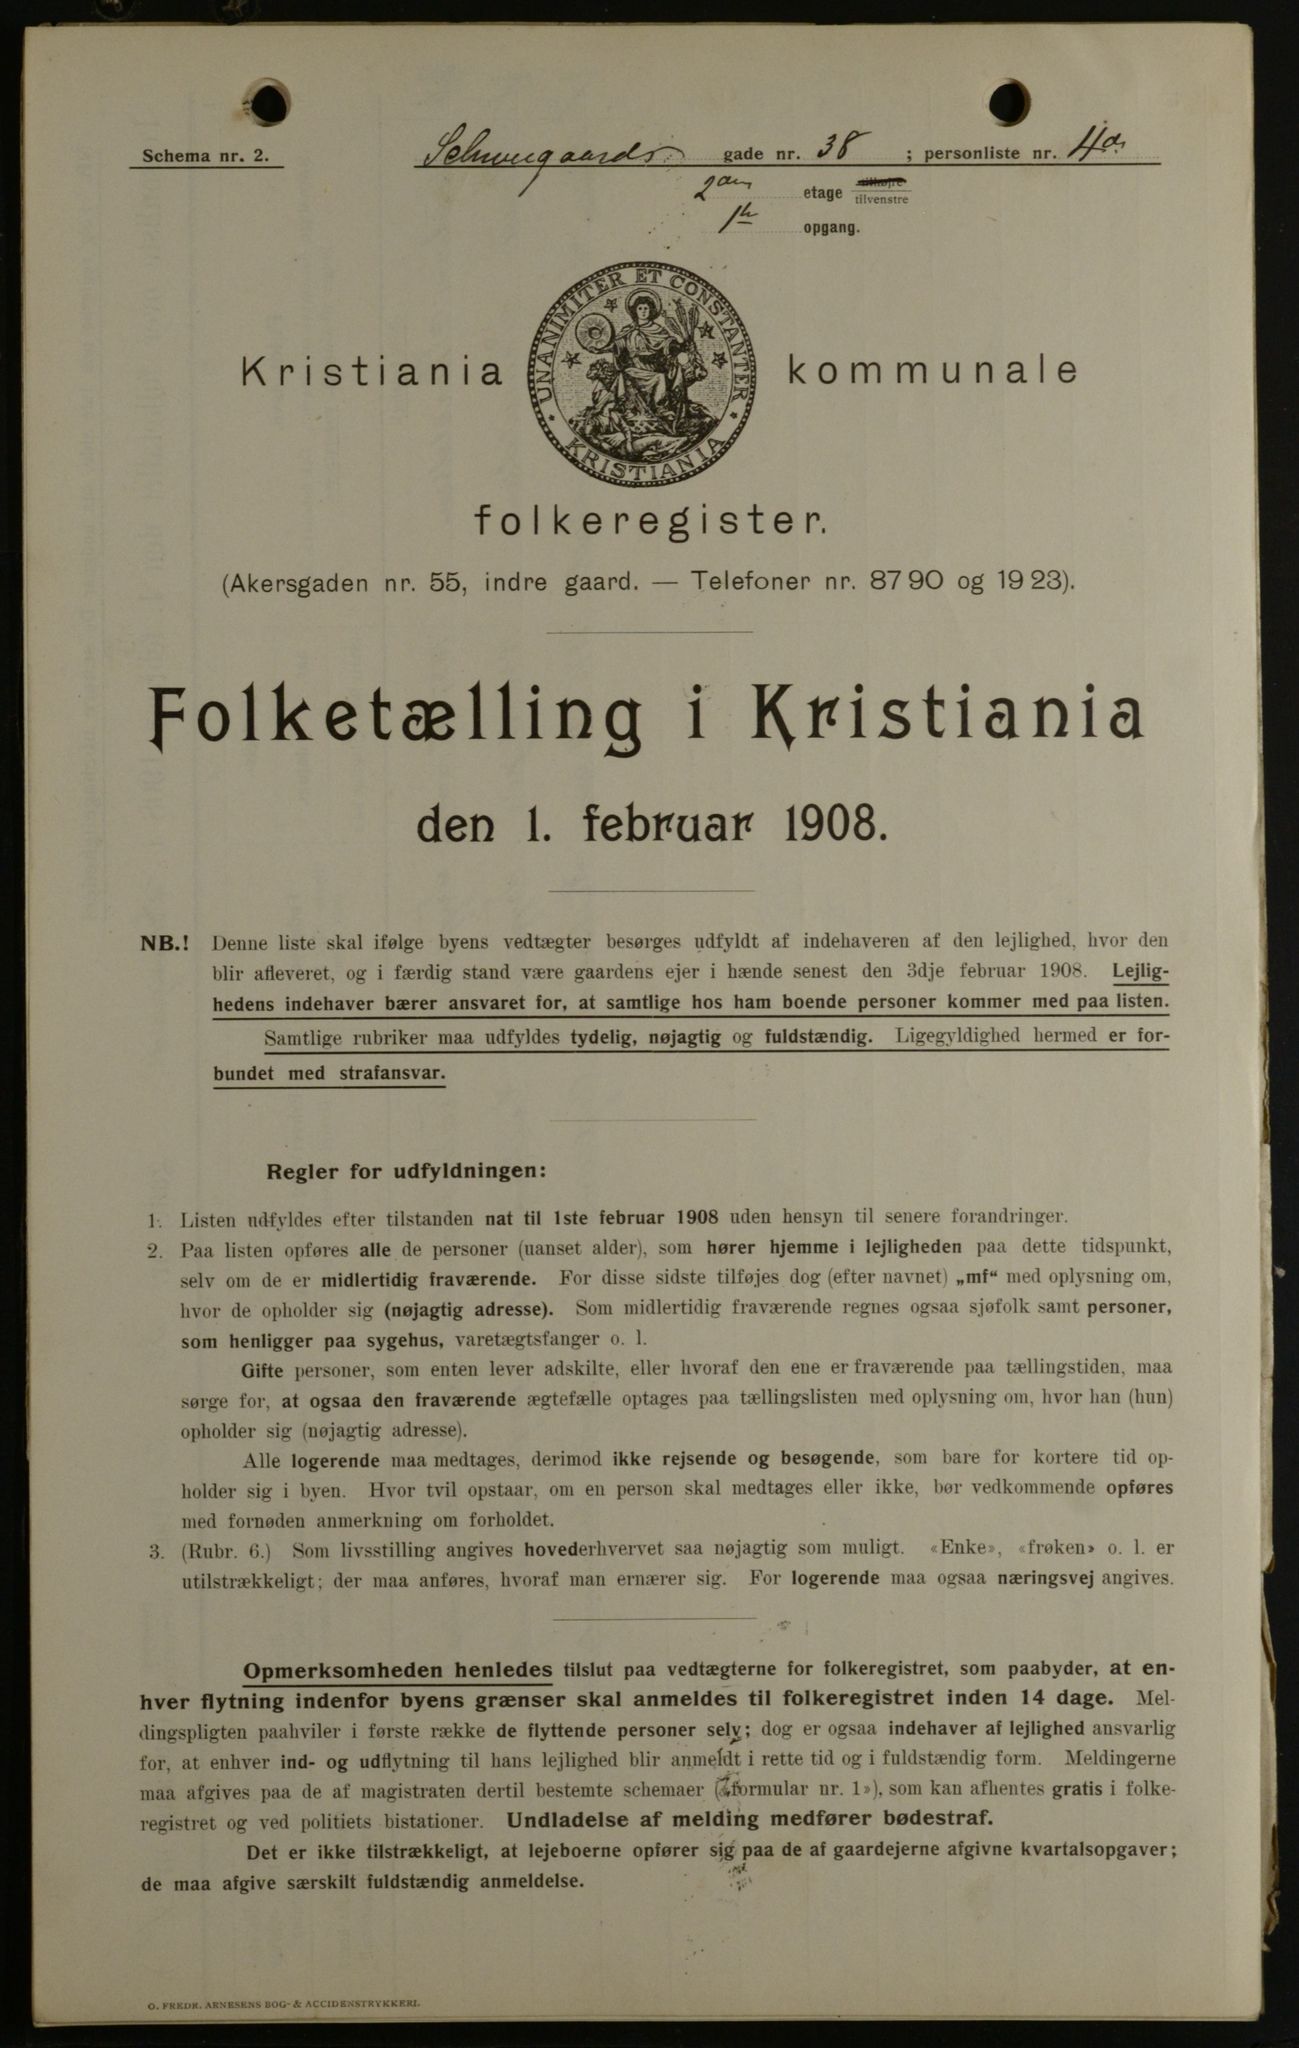 Schema nr. 2.
Schweigaards gade nr. 38 ; personliste nr. 4
2den etage tilhøjre
tilvenstre
1st opgang.
UNANIMITER ET CONSTANTER
KRISTIANIA
Kristiania kommunale
folkeregister.
(Akersgaden nr. 55, indre gaard. — Telefoner nr. 87 90 og 19 23).
Folketælling i Kristiania
den 1. februar 1908.
NB.! Denne liste skal ifølge byens vedtægter besørges udfyldt af indehaveren af den lejlighed, hvor den
blir afleveret, og i færdig stand være gaardens ejer i hænde senest den 3dje februar 1908. Lejlig-
hedens indehaver bærer ansvaret for, at samtlige hos ham boende personer kommer med paa listen.
Samtlige rubriker maa udfyldes tydelig, nøjagtig og fuldstændig. Ligegyldighed hermed er for-
bundet med strafansvar.
Regler for udfyldningen:
1. Listen udfyldes efter tilstanden nat til 1ste februar 1908 uden hensyn til senere forandringer.
2. Paa listen opføres alle de personer (uanset alder), som hører hjemme i lejligheden paa dette tidspunkt,
selv om de er midlertidig fraværende. For disse sidste tilføjes dog (efter navnet) „mf“ med oplysning om,
hvor de opholder sig (nøjagtig adresse). Som midlertidig fraværende regnes ogsaa sjøfolk samt personer,
som henligger paa sygehus, varetægtsfanger o. l.
Gifte personer, som enten lever adskilte, eller hvoraf den ene er fraværende paa tællingstiden, maa
sørge for, at ogsaa den fraværende ægtefælle optages paa tællingslisten med oplysning om, hvor han (hun)
opholder sig (nøjagtig adresse).
Alle logerende maa medtages, derimod ikke rejsende og besøgende, som bare for kortere tid op-
holder sig i byen. Hvor tvil opstaar, om en person skal medtages eller ikke, bør vedkommende opføres
med fornøden anmerkning om forholdet.
3. (Rubr. 6.) Som livsstilling angives hovederhvervet saa nøjagtig som muligt. «Enke», «frøken» o. l. er
utilstrækkeligt; der maa anføres, hvoraf man ernærer sig. For logerende maa ogsaa næringsvej angives.
Opmerksomheden henledes tilslut paa vedtægterne for folkeregistret, som paabyder, at en-
hver flytning indenfor byens grænser skal anmeldes til folkeregistret inden 14 dage. Mel-
dingspligten paahviler i første række de flyttende personer selv; dog er ogsaa indehaver af lejlighed ansvarlig
for, at enhver ind- og udflytning til hans lejlighed blir anmeldt i rette tid og i fuldstændig form. Meldingerne
maa afgives paa de af magistraten dertil bestemte schemaer («formular nr. 1»), som kan afhentes gratis i folke-
registret og ved politiets bistationer. Undladelse af melding medfører bødestraf.
Det er ikke tilstrækkeligt, at lejeboerne opfører sig paa de af gaardejerne afgivne kvartalsopgaver;
de maa afgive særskilt fuldstændig anmeldelse.
O. FREDR. ARNESENS BOG- & ACCIDENSTRYKKERI.